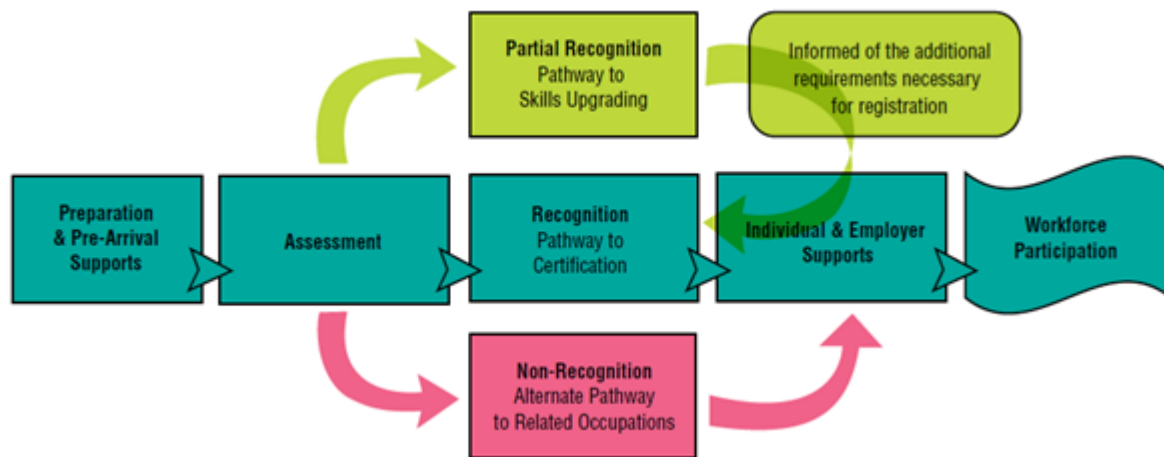 Partial Recognition
Pathway to
Skills Upgrading
Informed of the additional
requirements necessary
for registration
Preparation
& Pre-Arrival
Supports
Assessment
Recognition
Pathway to
Certification
Individual & Employer
Supports
Workforce
Participation
Non-Recognition
Alternate Pathway
to Related Occupations